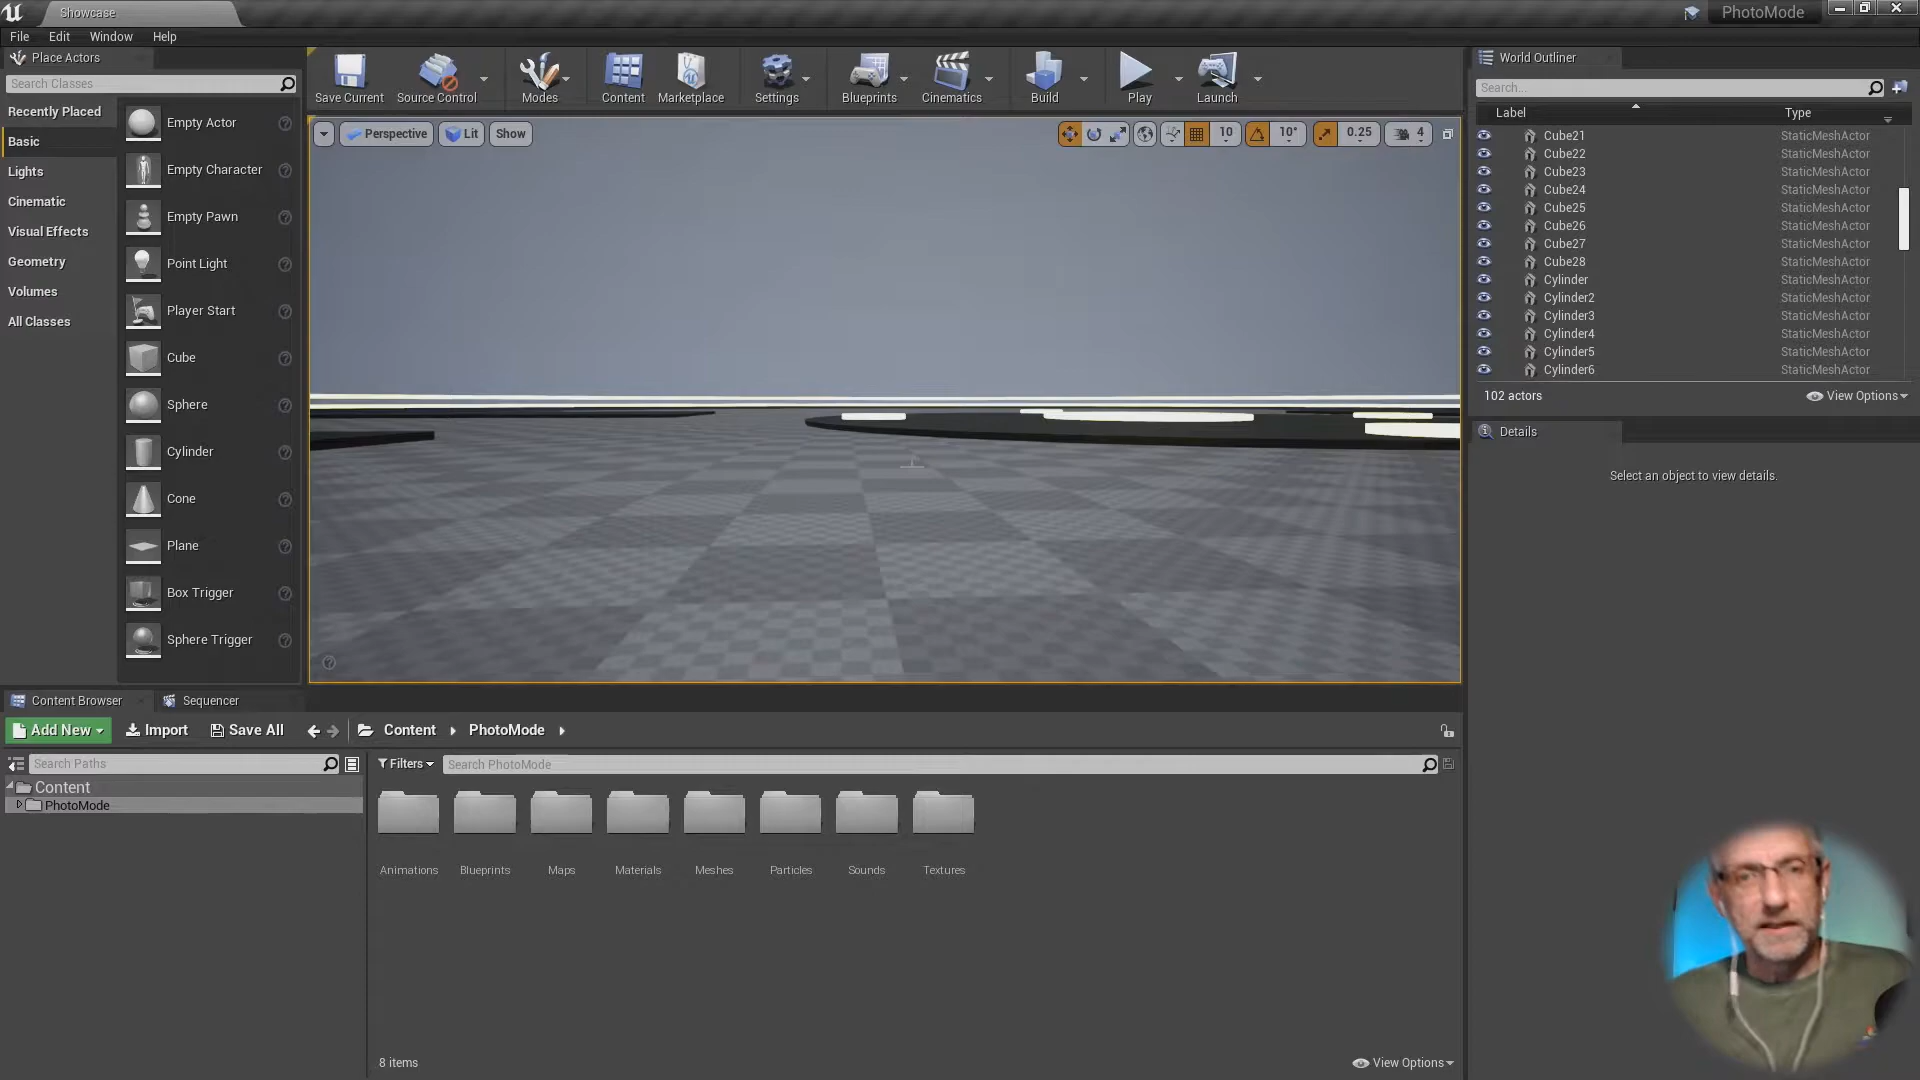 Showcase
PhotoMode
File Edit Window Help
Place Actors
Search Classes
Recently Placed
Basic
Lights
Cinematic
Visual Effects
Geometry
Volumes
All Classes
Empty Actor
Empty Character
Empty Pawn
Point Light
Player Start
Cube
Sphere
Cylinder
Cone
Plane
Box Trigger
Sphere Trigger
Save Current Source Control Modes Content Marketplace Settings Blueprints Cinematics Build Play Launch
Perspective Lit Show
10 10° 0.25 4
World Outliner
Search...
Label Type
Cube21 StaticMeshActor
Cube22 StaticMeshActor
Cube23 StaticMeshActor
Cube24 StaticMeshActor
Cube25 StaticMeshActor
Cube26 StaticMeshActor
Cube27 StaticMeshActor
Cube28 StaticMeshActor
Cylinder StaticMeshActor
Cylinder2 StaticMeshActor
Cylinder3 StaticMeshActor
Cylinder4 StaticMeshActor
Cylinder5 StaticMeshActor
Cylinder6 StaticMeshActor
102 actors View Options
Details
Select an object to view details.
Content Browser Sequencer
Add New Import Save All Content PhotoMode
Search Paths
Content
PhotoMode
Filters Search PhotoMode
Animations Blueprints Maps Materials Meshes Particles Sounds Textures
8 items View Options